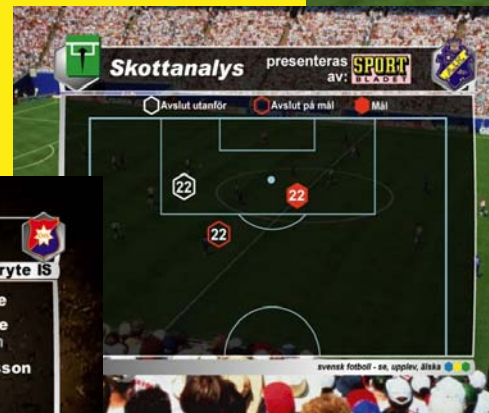 Skottanalys
presenteras
av:
SPORT
BLADET
AIK
Avslut utanför
Avslut på mål
Mål
22
22
22
ryte IS
e
e
n
son
svensk fotboll - se, upplev, älska